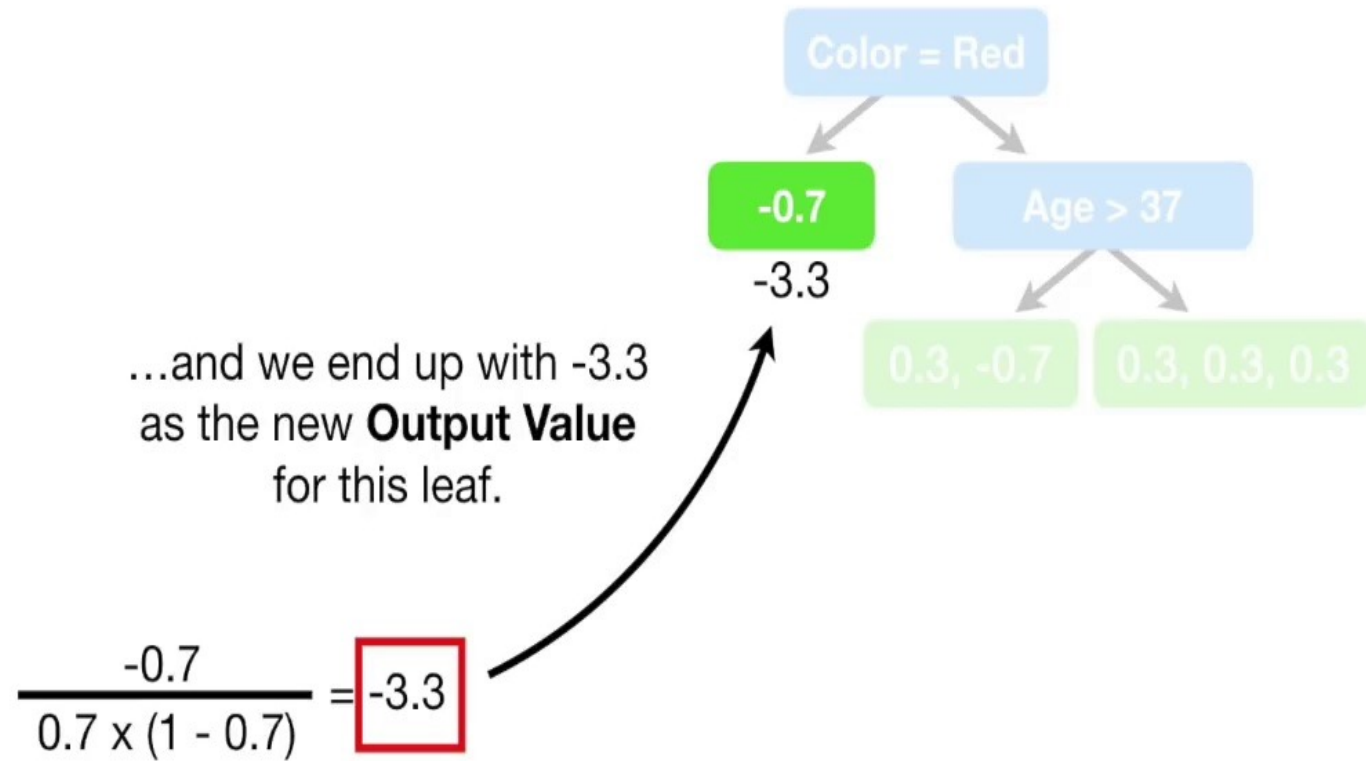 Color = Red
-0.7
Age > 37
-3.3
0.3, -0.7
0.3, 0.3, 0.3
...and we end up with -3.3
as the new Output Value
for this leaf.
-0.7
0.7 x (1 - 0.7)
= -3.3